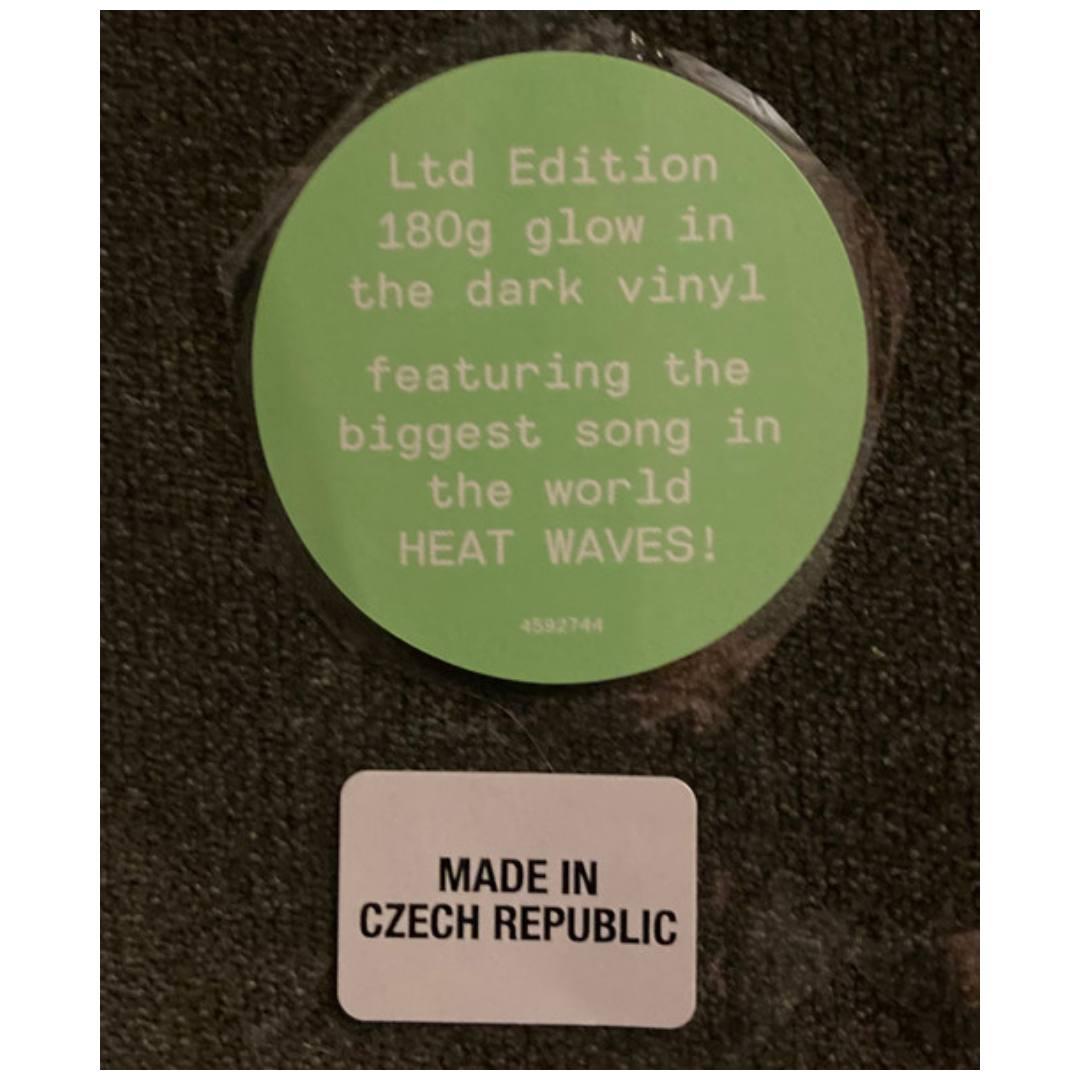 Ltd Edition
180g glow in
the dark vinyl
featuring the
biggest song in
the world
HEAT WAVES!
4592744
MADE IN
CZECH REPUBLIC